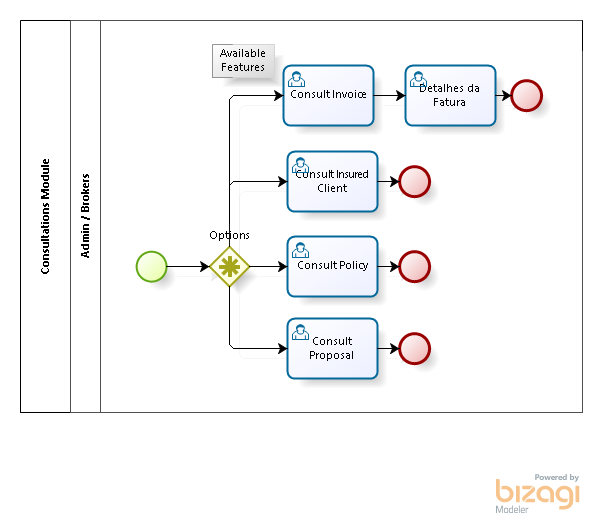 Consultations Module
Admin / Brokers
Available
Features
Consult Invoice
Detalhes da
Fatura
Consult Insured
Client
Options
Consult Policy
Consult
Proposal
Powered by
bizagi
Modeler